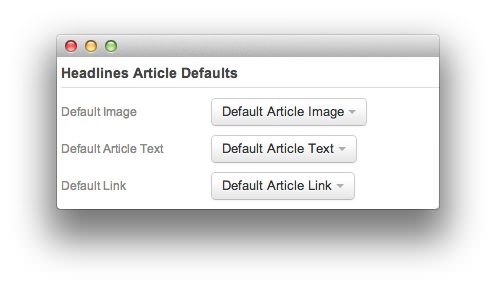 Headlines Article Defaults
Default Image Default Article Image
Default Article Text Default Article Text
Default Link Default Article Link